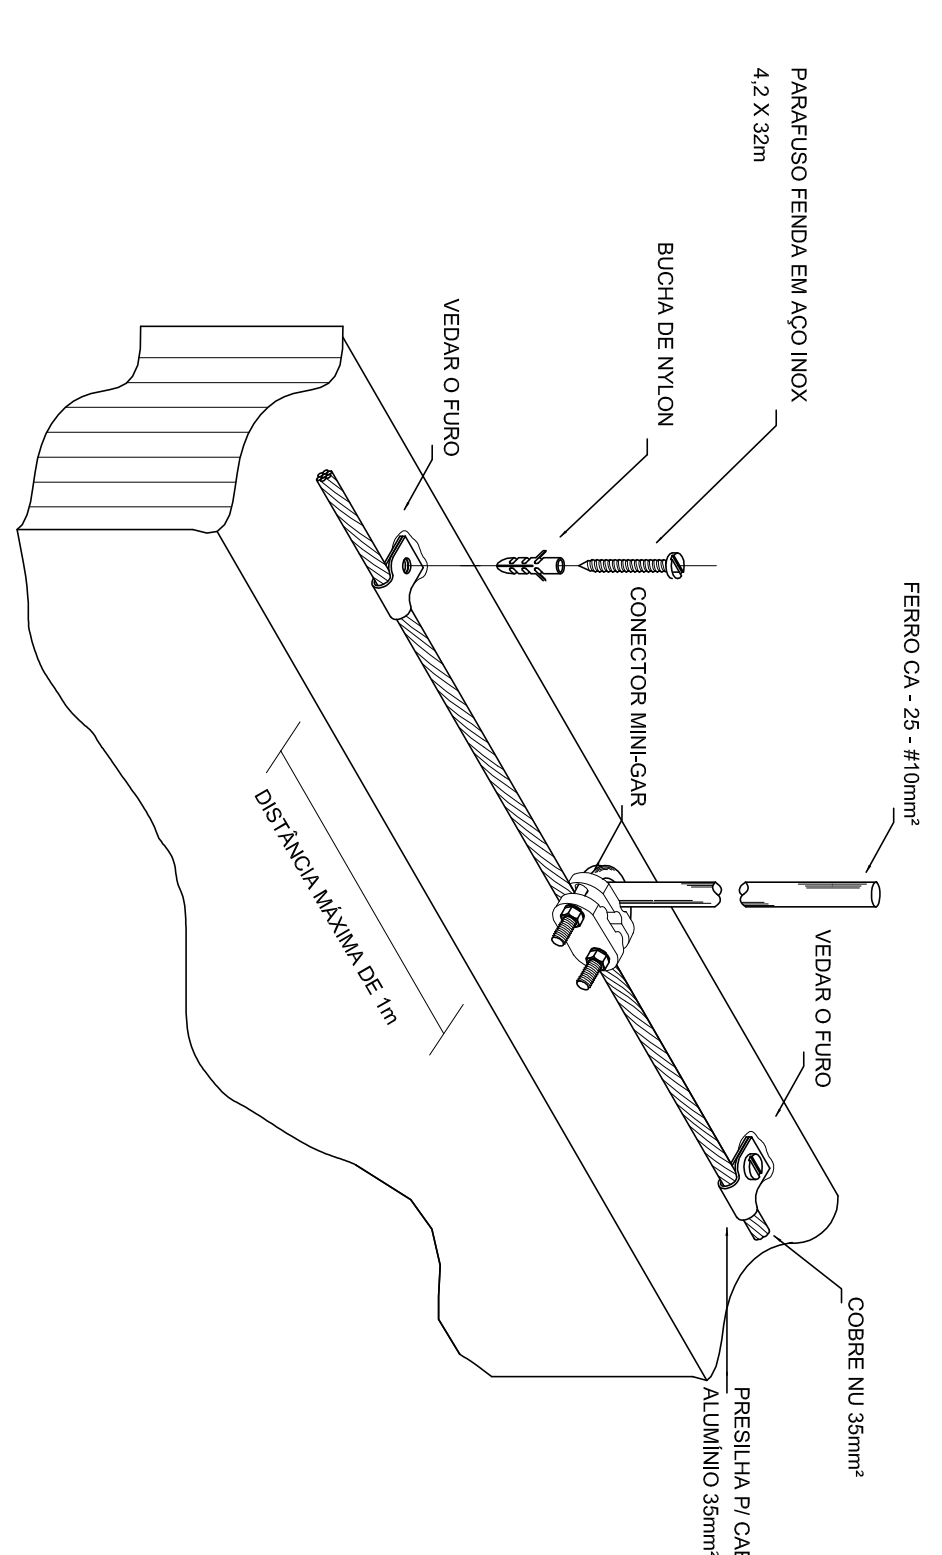 PARAFUSO FENDA EM AÇO INOX
4,2 X 32m
BUCHA DE NYLON
VEDAR O FURO
FERRO CA - 25 - #10mm²
CONECTOR MINI-GAR
VEDAR O FURO
DISTÂNCIA MÁXIMA DE 1m
COBRE NU 35mm²
PRESILHA P/
ALUMÍNIO 35mm²